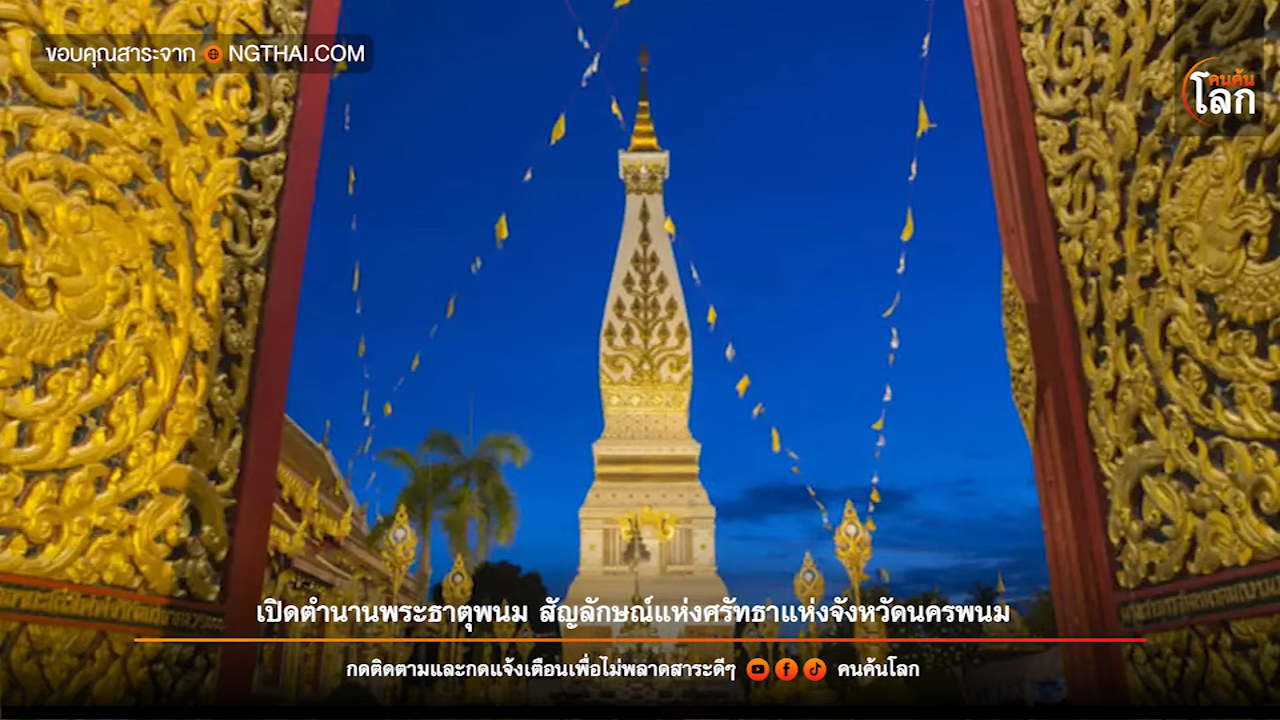 ขอบคุณสาระจาก NGTHAI.COM
คนค้น
โลก
เปิดตำนานพระธาตุพนม สัญลักษณ์แห่งศรัทธาแห่งจังหวัดนครพนม
กดติดตามและกดแจ้งเตือนเพื่อไม่พลาดสาระดีๆ คนค้นโลก